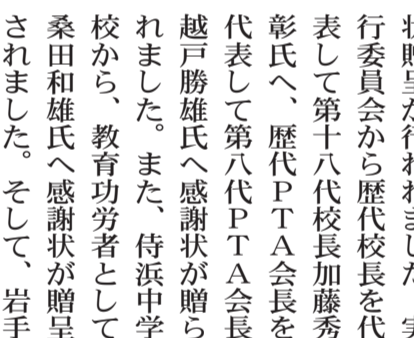 状贈呈が行われました。実
行委員会から歴代校長を代
表して第十八代校長加藤秀
彰氏へ、歴代ＰＴＡ会長を
代表して第八代ＰＴＡ会長
越戸勝雄氏へ感謝状が贈ら
れました。また、侍浜中学
校から、教育功労者として
桑田和雄氏へ感謝状が贈呈
されました。そして、岩手